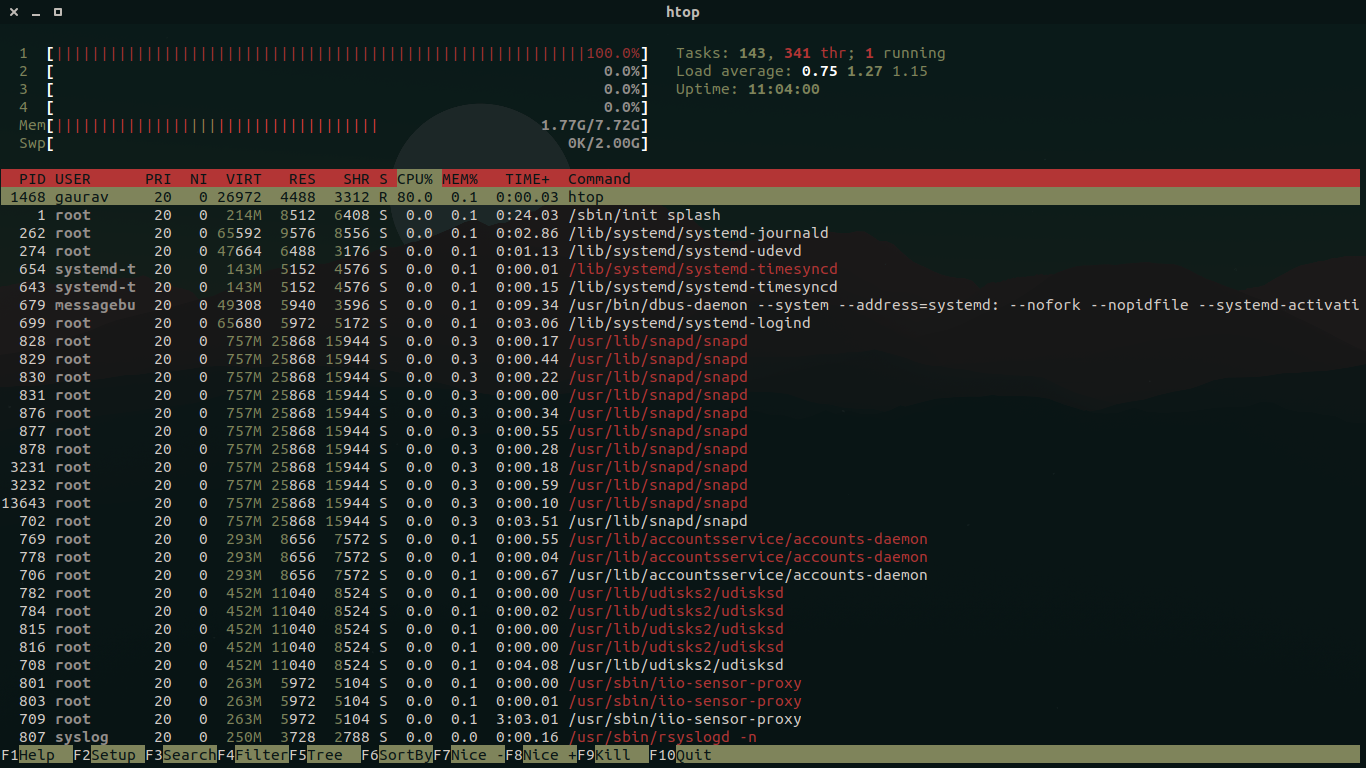 htop
1 [||||||||||||||||||||||||||||||||||||||||||||||||||||||||||||100.0%] Tasks: 143, 341 thr; 1 running
2 [ 0.0%] Load average: 0.75 1.27 1.15
3 [ 0.0%] Uptime: 11:04:00
4 [ 0.0%]
Mem[|||||||||||||||||||||||||||||||||||| 1.77G/7.72G]
Swp[ 0K/2.00G]
PID USER PRI NI VIRT RES SHR S CPU% MEM% TIME+ Command
1468 gaurav 20 0 26972 4488 3312 R 80.0 0.1 0:00.03 htop
1 root 20 0 214M 8512 6408 S 0.0 0.1 0:24.03 /sbin/init splash
262 root 20 0 65592 9576 8556 S 0.0 0.1 0:02.86 /lib/systemd/systemd-journald
274 root 20 0 47664 6488 3176 S 0.0 0.1 0:01.13 /lib/systemd/systemd-udevd
654 systemd-t 20 0 143M 5152 4576 S 0.0 0.1 0:00.01 /lib/systemd/systemd-timesyncd
643 systemd-t 20 0 143M 5152 4576 S 0.0 0.1 0:00.15 /lib/systemd/systemd-timesyncd
679 messagebu 20 0 49308 5940 3596 S 0.0 0.1 0:09.34 /usr/bin/dbus-daemon --system --address=systemd: --nofork --nopidfile --systemd-activati
699 root 20 0 65680 5972 5172 S 0.0 0.1 0:03.06 /lib/systemd/systemd-logind
828 root 20 0 757M 25868 15944 S 0.0 0.3 0:00.17 /usr/lib/snapd/snapd
829 root 20 0 757M 25868 15944 S 0.0 0.3 0:00.44 /usr/lib/snapd/snapd
830 root 20 0 757M 25868 15944 S 0.0 0.3 0:00.22 /usr/lib/snapd/snapd
831 root 20 0 757M 25868 15944 S 0.0 0.3 0:00.00 /usr/lib/snapd/snapd
876 root 20 0 757M 25868 15944 S 0.0 0.3 0:00.34 /usr/lib/snapd/snapd
877 root 20 0 757M 25868 15944 S 0.0 0.3 0:00.55 /usr/lib/snapd/snapd
878 root 20 0 757M 25868 15944 S 0.0 0.3 0:00.28 /usr/lib/snapd/snapd
3231 root 20 0 757M 25868 15944 S 0.0 0.3 0:00.18 /usr/lib/snapd/snapd
3232 root 20 0 757M 25868 15944 S 0.0 0.3 0:00.59 /usr/lib/snapd/snapd
13643 root 20 0 757M 25868 15944 S 0.0 0.3 0:00.10 /usr/lib/snapd/snapd
702 root 20 0 757M 25868 15944 S 0.0 0.3 0:03.51 /usr/lib/snapd/snapd
769 root 20 0 293M 8656 7572 S 0.0 0.1 0:00.55 /usr/lib/accountsservice/accounts-daemon
778 root 20 0 293M 8656 7572 S 0.0 0.1 0:00.04 /usr/lib/accountsservice/accounts-daemon
706 root 20 0 293M 8656 7572 S 0.0 0.1 0:00.67 /usr/lib/accountsservice/accounts-daemon
782 root 20 0 452M 11040 8524 S 0.0 0.1 0:00.00 /usr/lib/udisks2/udisksd
784 root 20 0 452M 11040 8524 S 0.0 0.1 0:00.02 /usr/lib/udisks2/udisksd
815 root 20 0 452M 11040 8524 S 0.0 0.1 0:00.00 /usr/lib/udisks2/udisksd
816 root 20 0 452M 11040 8524 S 0.0 0.1 0:00.00 /usr/lib/udisks2/udisksd
708 root 20 0 452M 11040 8524 S 0.0 0.1 0:04.08 /usr/lib/udisks2/udisksd
801 root 20 0 263M 5972 5104 S 0.0 0.1 0:00.00 /usr/sbin/iio-sensor-proxy
803 root 20 0 263M 5972 5104 S 0.0 0.1 0:00.01 /usr/sbin/iio-sensor-proxy
709 root 20 0 263M 5972 5104 S 0.0 0.1 3:03.01 /usr/sbin/iio-sensor-proxy
807 syslog 20 0 250M 3728 2788 S 0.0 0.0 0:00.16 /usr/sbin/rsyslogd -n
F1Help F2Setup F3SearchF4FilterF5Tree F6SortByF7Nice -F8Nice +F9Kill F10Quit